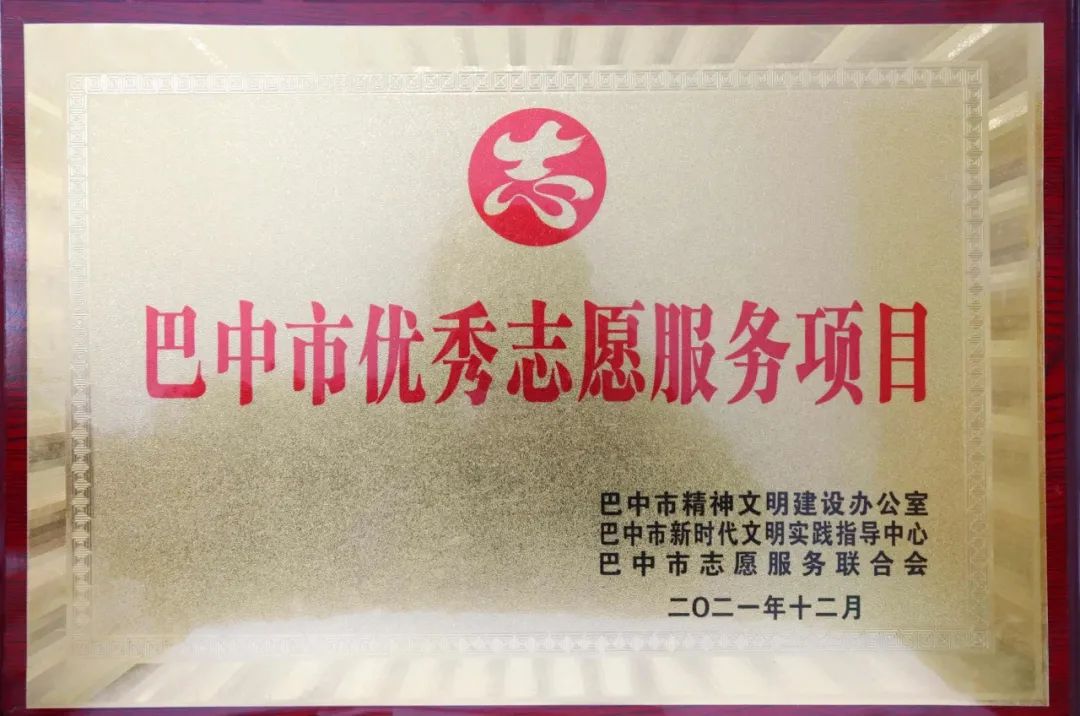 志
巴中市优秀志愿服务项目
巴中市精神文明建设办公室
巴中市新时代文明实践指导中心
巴中市志愿服务联合会
二〇二一年十二月